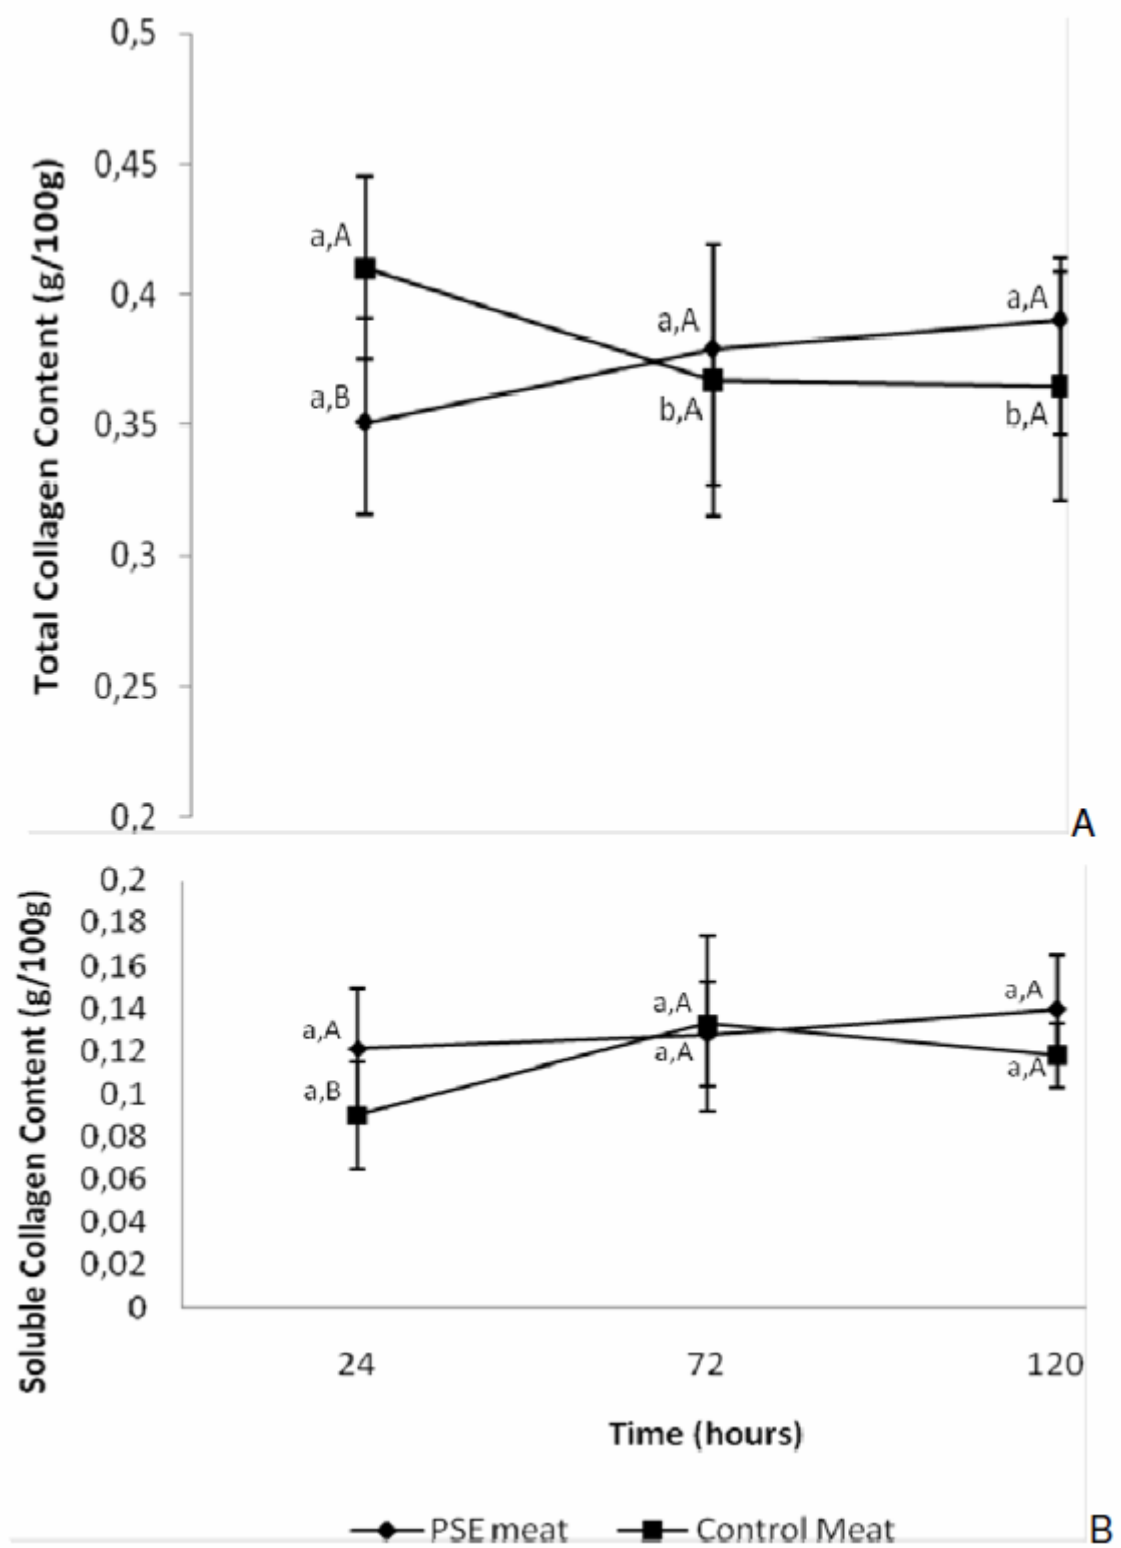 Total Collagen Content (g/100g)
0,5
0,45
0,4
0,35
0,3
0,25
0,2
a,A
a,B
a,A
b,A
a,A
b,A
A
Soluble Collagen Content (g/100g)
0,2
0,18
0,16
0,14
0,12
0,1
0,08
0,06
0,04
0,02
0
a,A
a,B
a,A
a,A
a,A
a,A
24 72 120
Time (hours)
PSE meat Control Meat
B